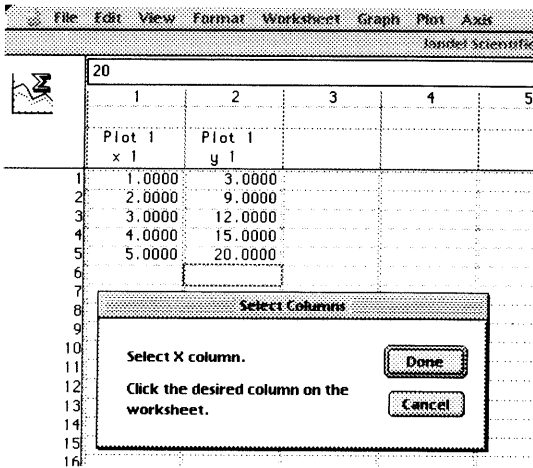 File Edit View Format Worksheet Graph Plot Axis
Jandel Scientific
20
1 2 3 4 5
Plot 1 Plot 1
x 1 y 1
1 1.0000 3.0000
2 2.0000 9.0000
3 3.0000 12.0000
4 4.0000 15.0000
5 5.0000 20.0000
6
7
8 Select Columns
9
10 Select X column. Done
11
12 Click the desired column on the
13 worksheet. Cancel
14
15
16